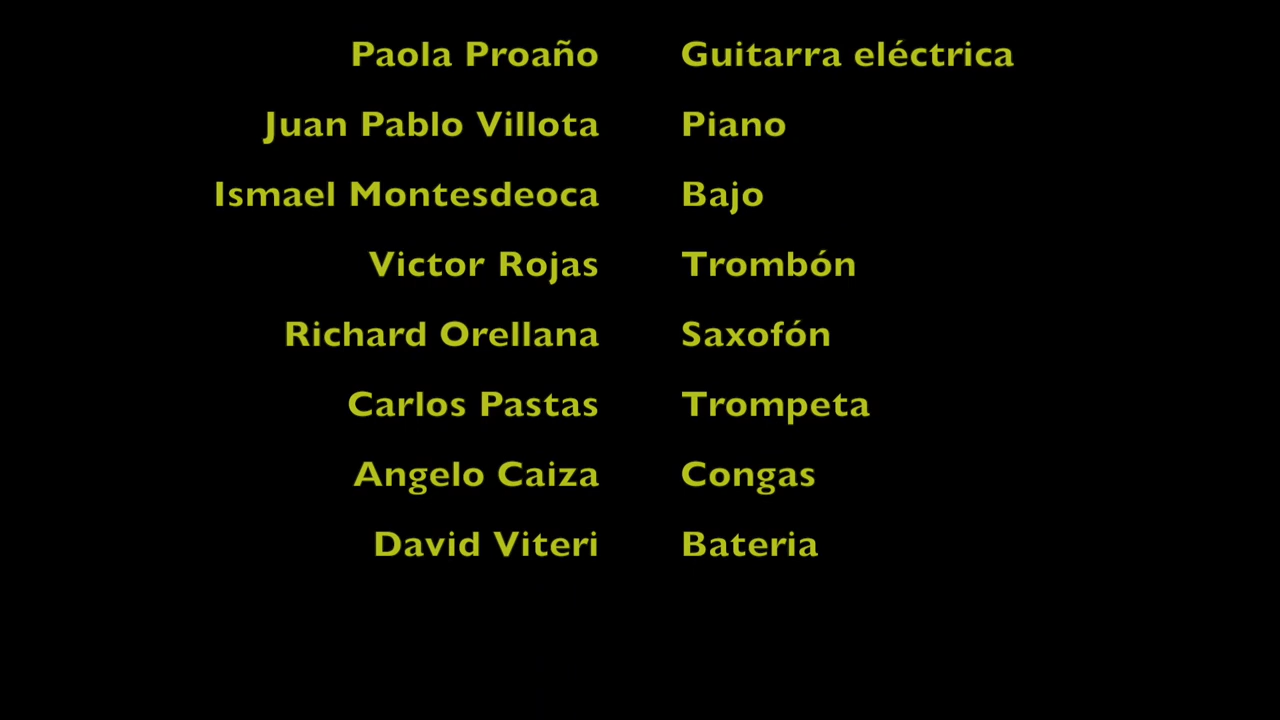 Paola Proaño Guitarra eléctrica
Juan Pablo Villota Piano
Ismael Montesdeoca Bajo
Victor Rojas Trombón
Richard Orellana Saxofón
Carlos Pastas Trompeta
Angelo Caiza Congas
David Viteri Bateria